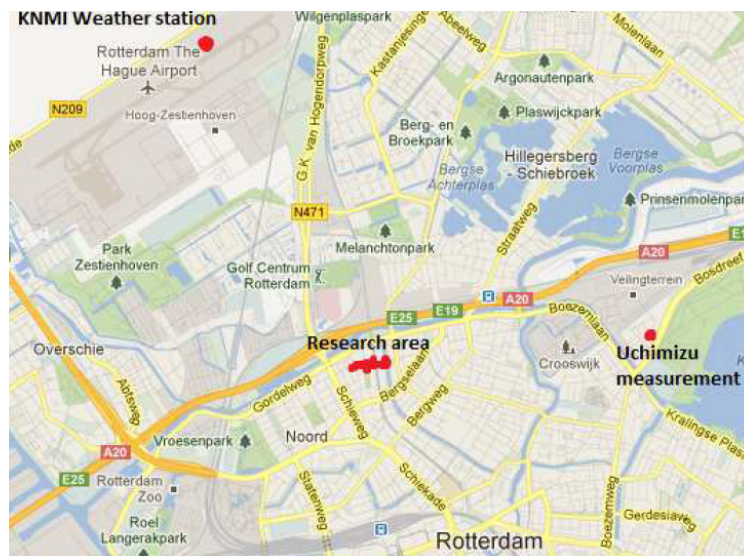 KNMI Weather station
Wilgenplaspark
Molenlaan
Abeelweg
Kastanjesingel
Rotterdam The
Hague Airport
Argonautenpark
N209
Plaswijckpark
Hoog-Zestienhoven
G.K. van Hogendorpweg
Berg- en
Broekpark
Hillegersberg
- Schiebroek
Bergse
Voorplas
Bergse
Achterplas
Prinsenmolenpark
N471
Straatweg
Melanchtonpark
Park
Zestienhoven
A20
Golf Centrum
Rotterdam
Veilingterrein
Bosdreef
A20
E19
E25
Boezemlaan
Research area
Overschie
Crooswijk
Uchimizu
measurement
Abtsweg
Gordelweg
Schieweg
Bergselaan
Bergweg
Vroesenpark
Noord
Kralingse Plas
A20
E25
Rotterdam
Zoo
Statenweg
Schiekade
Boezemweg
Gerdesiaweg
Roel
Langerakpark
Rotterdam